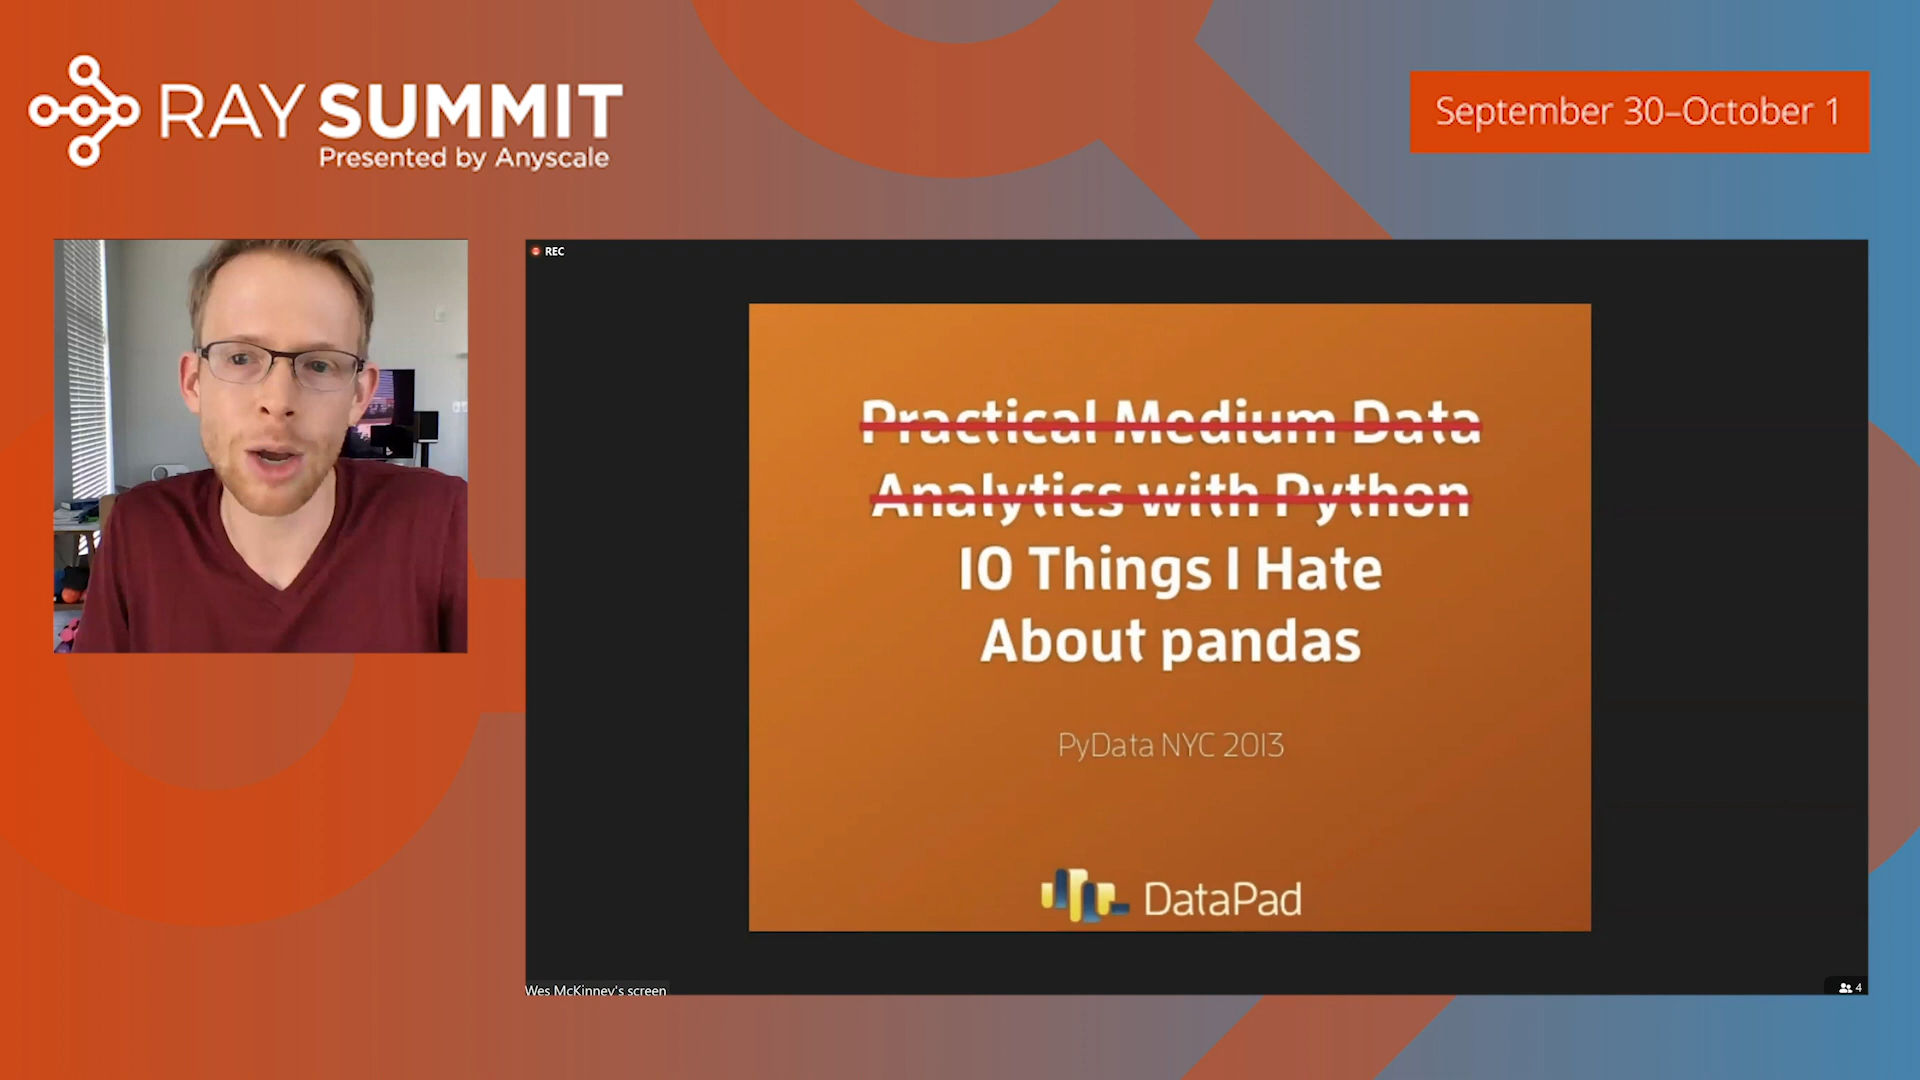 RAY SUMMIT
Presented by Anyscale
September 30–October 1
REC
Practical Medium Data
Analytics with Python
10 Things I Hate
About pandas
PyData NYC 2013
DataPad
Wes McKinney's screen
4